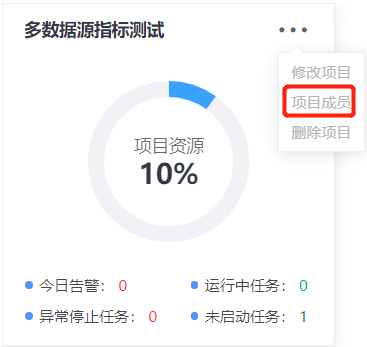 多数据源指标测试
修改项目
项目成员
删除项目
项目资源
10%
今日告警： 0 运行中任务： 0
异常停止任务： 0 未启动任务： 1